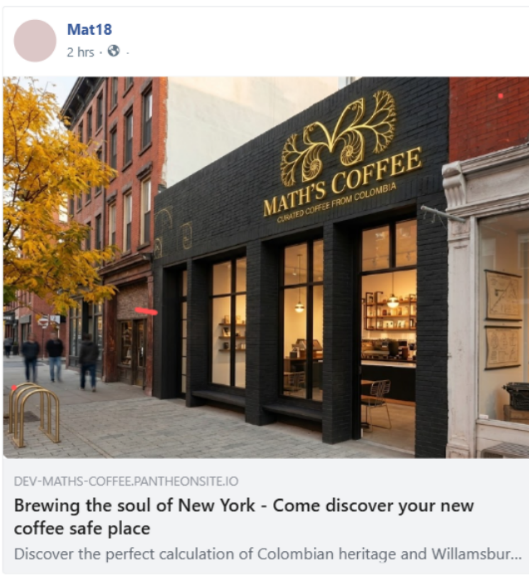 Mat18
2 hrs ·  ·
MATH'S COFFEE
CURATED COFFEE FROM COLOMBIA
DEV-MATHS-COFFEE.PANTHEONSITE.IO
Brewing the soul of New York - Come discover your new
coffee safe place
Discover the perfect calculation of Colombian heritage and Willamsbur...